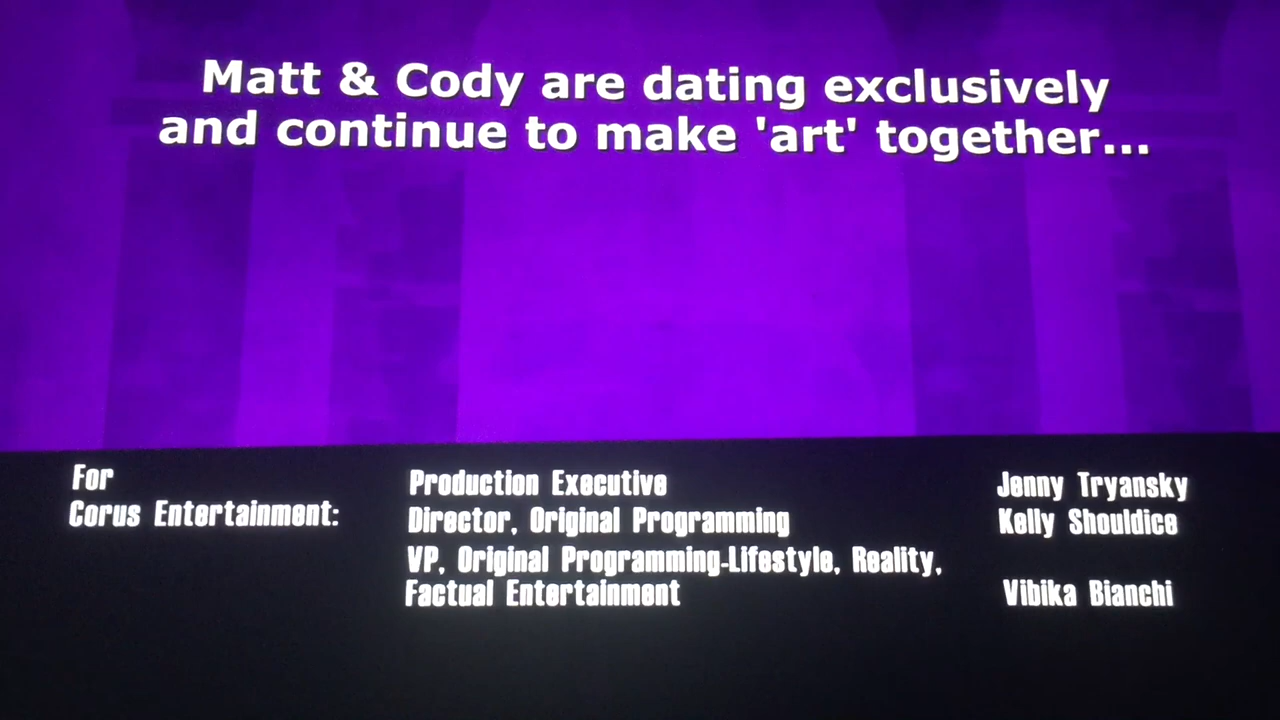 Matt & Cody are dating exclusively
and continue to make 'art' together...
For
Corus Entertainment:
Production Executive
Jenny Tryansky
Director, Original Programming
Kelly Shouldice
VP, Original Programming-Lifestyle, Reality,
Factual Entertainment
Vibika Bianchi